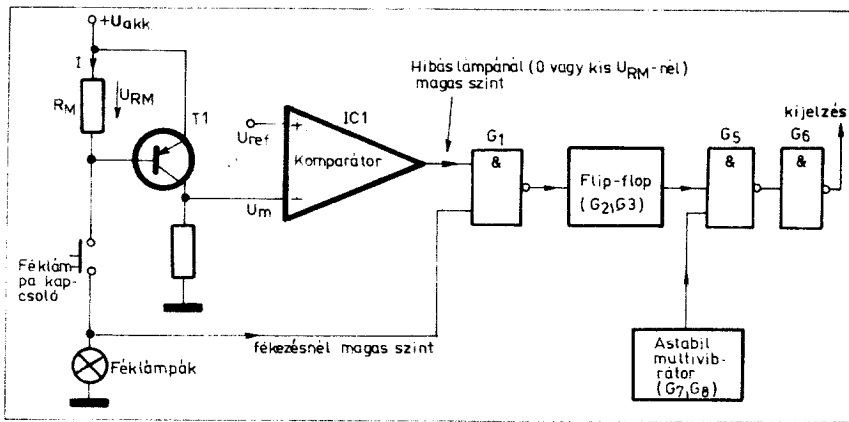 +Uakk.
I
RM
URM
T1
Uref
Um
+
Komparátor
−
IC1
Hibás lámpánál (0 vagy kis URM-nél)
magas szint
G1
&
Flip-flop
(G2,G3)
G5
&
G6
&
kijelzés
Féklám-
pa kap-
csoló
fékezésnél magas szint
Féklámpák
Astabil
multivib-
rátor
(G7,G8)